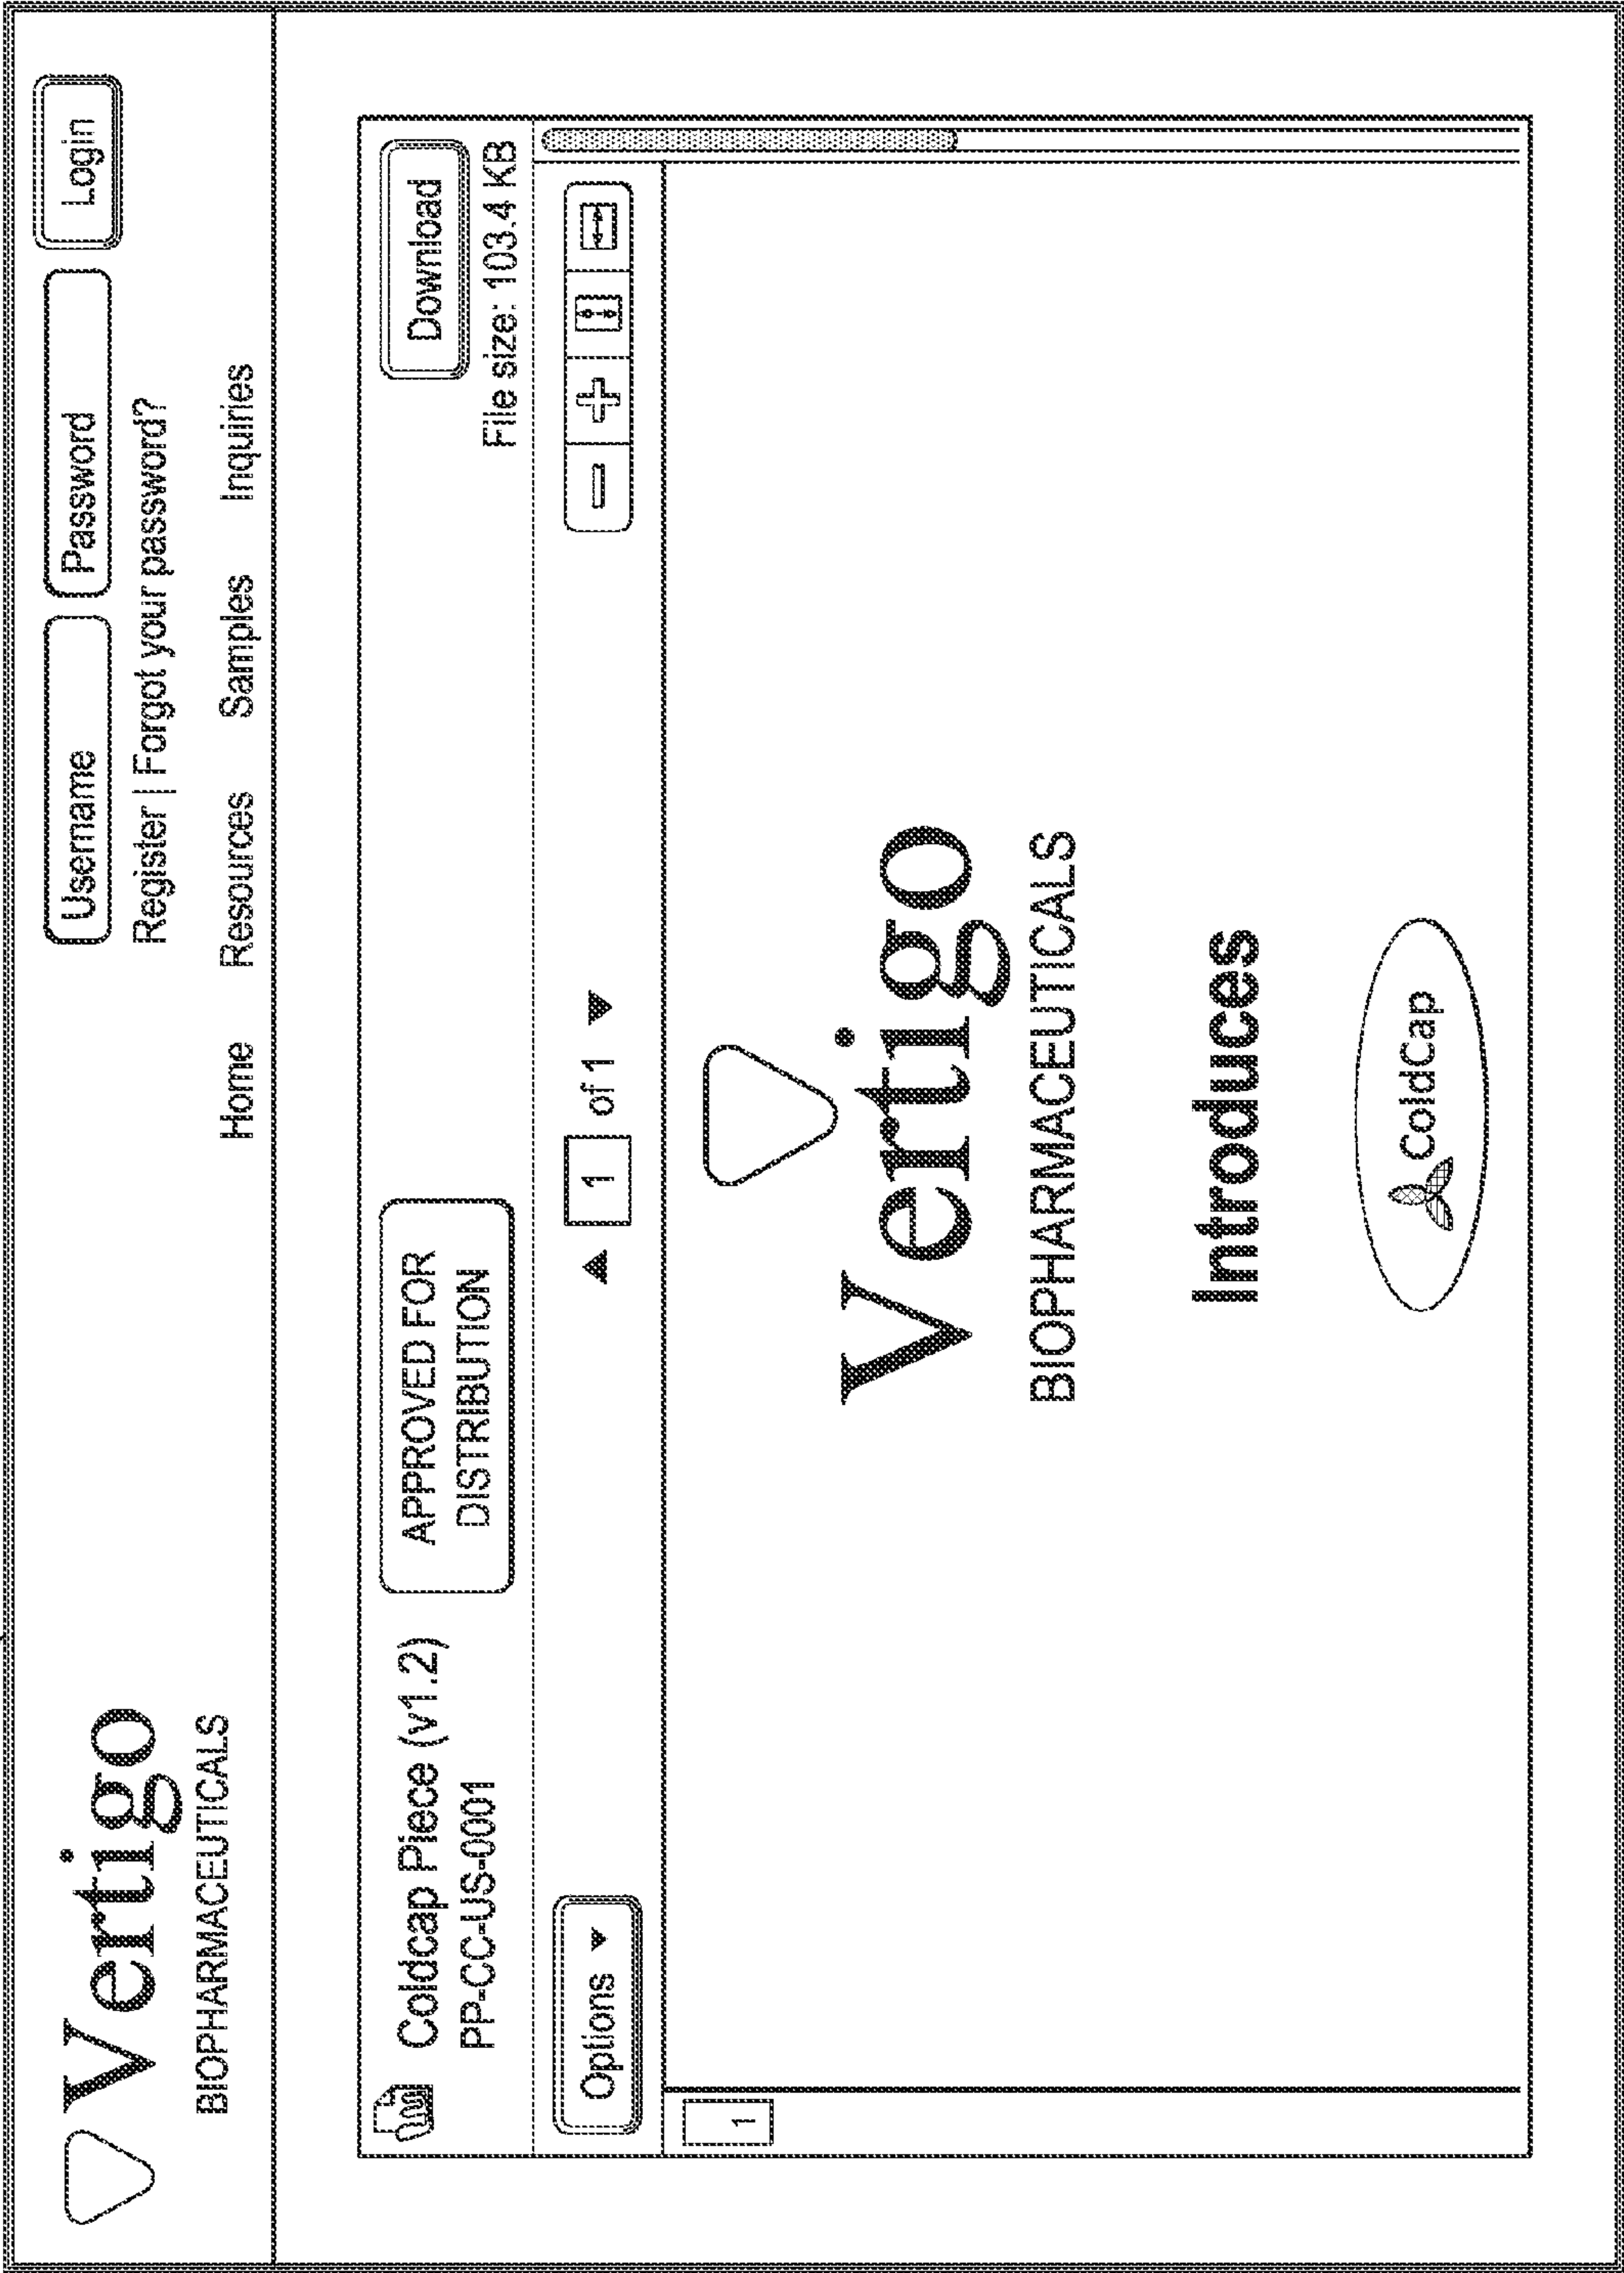 Vertigo
BIOPHARMACEUTICALS
Username Password Login
Register | Forgot your password?
Home Resources Samples Inquiries
Coldcap Piece (v1.2)
PP-CC-US-0001
APPROVED FOR
DISTRIBUTION
Download
File size: 103.4 KB
Options
1 of 1
1
Vertigo
BIOPHARMACEUTICALS
Introduces
ColdCap